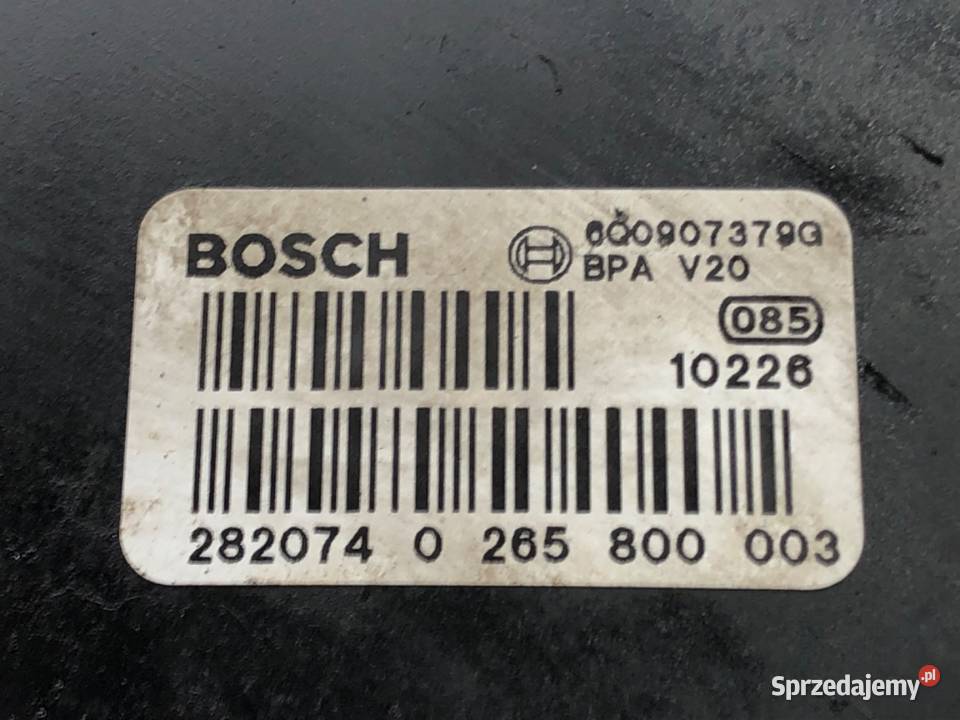 BOSCH
6Q0907379G
BPA V20
085
10226
282074 0 265 800 003
Sprzedajemy.pl